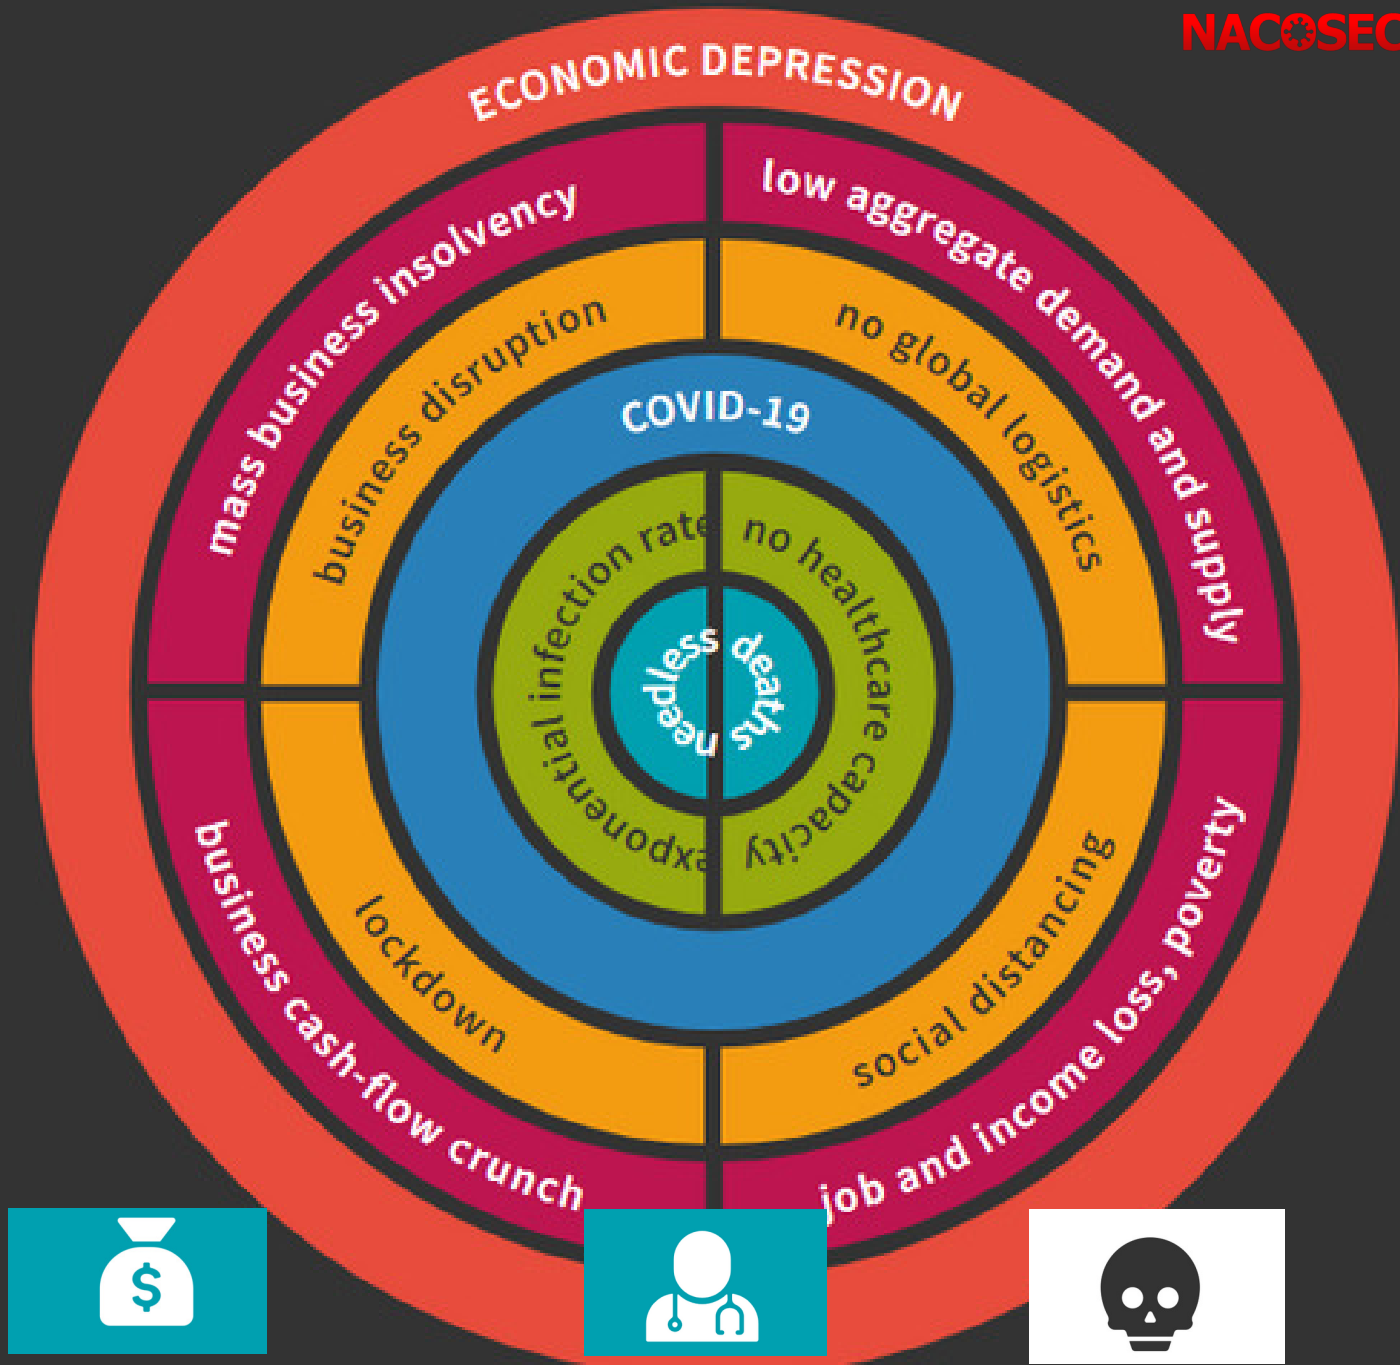 NACOSEC
ECONOMIC DEPRESSION
mass business insolvency
low aggregate demand and supply
business disruption
no global logistics
COVID-19
exponential infection rate
no healthcare capacity
needless
deaths
lockdown
social distancing
business cash-flow crunch
job and income loss, poverty
$